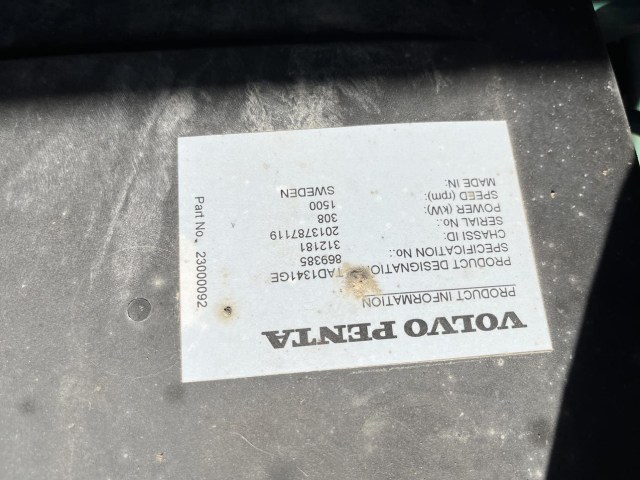 VOLVO PENTA
PRODUCT INFORMATION
PRODUCT DESIGNATION: TAD1341GE
SPECIFICATION No.: 869385
CHASSI ID: 312181
SERIAL No.: 2013787119
POWER (kW): 308
SPEED (rpm): 1500
MADE IN: SWEDEN
Part No. 23000092